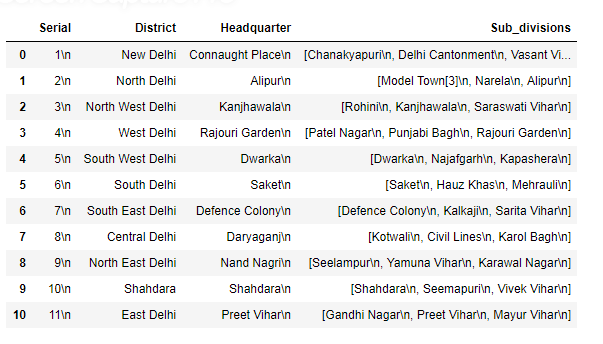 Serial District Headquarter Sub_divisions
0 1\n New Delhi Connaught Place\n [Chanakyapuri\n, Delhi Cantonment\n, Vasant Vi...
1 2\n North Delhi Alipur\n [Model Town[3]\n, Narela\n, Alipur\n]
2 3\n North West Delhi Kanjhawala\n [Rohini\n, Kanjhawala\n, Saraswati Vihar\n]
3 4\n West Delhi Rajouri Garden\n [Patel Nagar\n, Punjabi Bagh\n, Rajouri Garden\n]
4 5\n South West Delhi Dwarka\n [Dwarka\n, Najafgarh\n, Kapashera\n]
5 6\n South Delhi Saket\n [Saket\n, Hauz Khas\n, Mehrauli\n]
6 7\n South East Delhi Defence Colony\n [Defence Colony\n, Kalkaji\n, Sarita Vihar\n]
7 8\n Central Delhi Daryaganj\n [Kotwali\n, Civil Lines\n, Karol Bagh\n]
8 9\n North East Delhi Nand Nagri\n [Seelampur\n, Yamuna Vihar\n, Karawal Nagar\n]
9 10\n Shahdara Shahdara\n [Shahdara\n, Seemapuri\n, Vivek Vihar\n]
10 11\n East Delhi Preet Vihar\n [Gandhi Nagar\n, Preet Vihar\n, Mayur Vihar\n]